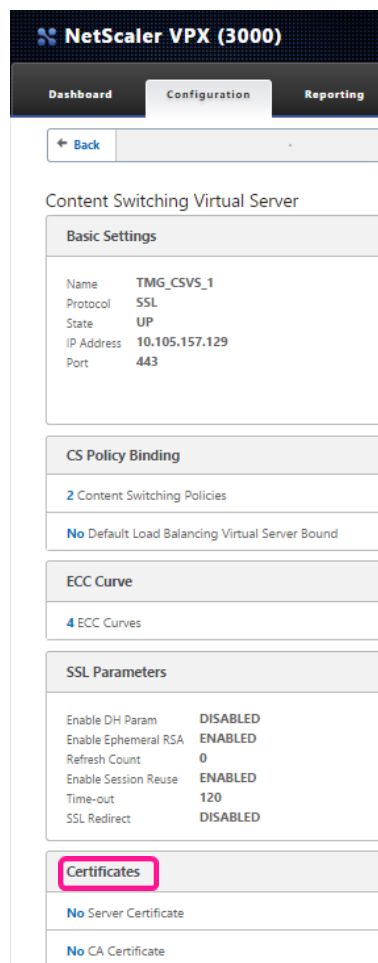 NetScaler VPX (3000)
Dashboard Configuration Reporting
Back
Content Switching Virtual Server
Basic Settings
Name TMG_CSVS_1
Protocol SSL
State UP
IP Address 10.105.157.129
Port 443
CS Policy Binding
2 Content Switching Policies
No Default Load Balancing Virtual Server Bound
ECC Curve
4 ECC Curves
SSL Parameters
Enable DH Param DISABLED
Enable Ephemeral RSA ENABLED
Refresh Count 0
Enable Session Reuse ENABLED
Time-out 120
SSL Redirect DISABLED
Certificates
No Server Certificate
No CA Certificate